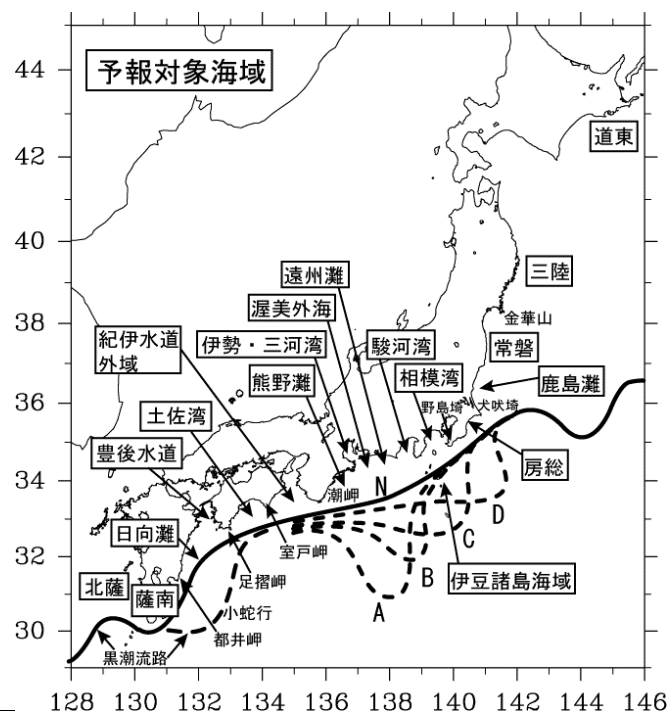 44
42
40
38
36
34
32
30
予報対象海域
道東
三陸
金華山
遠州灘
渥美外海
伊勢・三河湾
駿河湾
常磐
紀伊水道
外域
熊野灘
相模湾
鹿島灘
野島埼
犬吠埼
土佐湾
豊後水道
房総
潮岬
N
D
日向灘
室戸岬
C
足摺岬
B
伊豆諸島海域
北薩
薩南
小蛇行
A
都井岬
黒潮流路
128 130 132 134 136 138 140 142 144 146